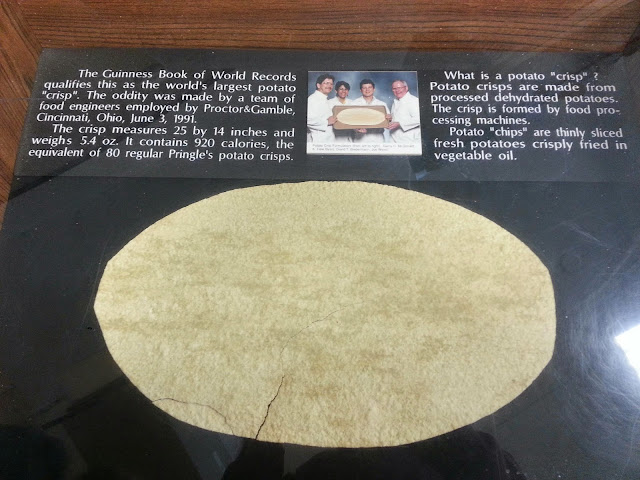 The Guinness Book of World Records
qualifies this as the world's largest potato
"crisp". The oddity was made by a team of
food engineers employed by Proctor&Gamble,
Cincinnati, Ohio, June 3, 1991.
The crisp measures 25 by 14 inches and
weighs 5.4 oz. It contains 920 calories, the
equivalent of 80 regular Pringle's potato crisps.
What is a potato "crisp" ?
Potato crisps are made from
processed dehydrated potatoes.
The crisp is formed by food pro-
cessing machines.
Potato "chips" are thinly sliced
fresh potatoes crisply fried in
vegetable oil.